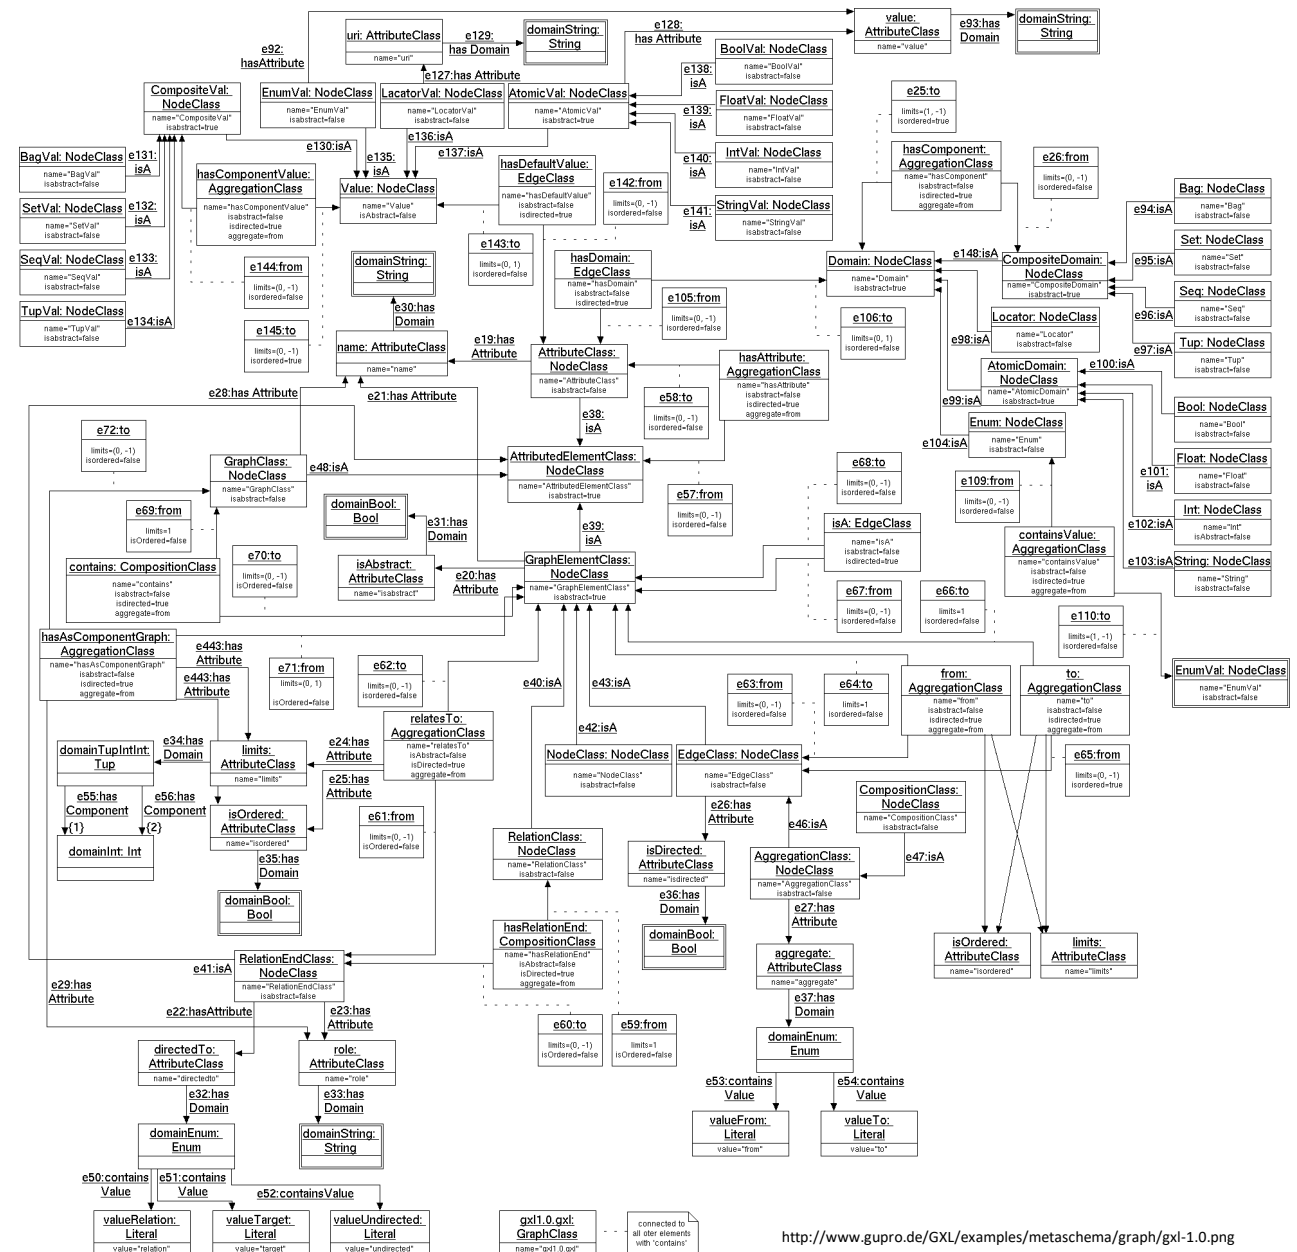 value:
AttributeClass
name="value"
e93:has
Domain
domainString:
String
e92:
hasAttribute
uri: AttributeClass
name="uri"
e129:
has Domain
domainString:
String
e128:
has Attribute
e127:has Attribute
BoolVal: NodeClass
name="BoolVal"
isabstract=false
e138:
isA
FloatVal: NodeClass
name="FloatVal"
isabstract=false
e139:
isA
IntVal: NodeClass
name="IntVal"
isabstract=false
e140:
isA
StringVal: NodeClass
name="StringVal"
isabstract=false
e141:
isA
CompositeVal:
NodeClass
name="CompositeVal"
isabstract=true
EnumVal: NodeClass
name="EnumVal"
isabstract=false
LocatorVal: NodeClass
name="LocatorVal"
isabstract=false
AtomicVal: NodeClass
name="AtomicVal"
isabstract=true
e130:isA
e135:
isA
e136:isA
e137:isA
BagVal: NodeClass
name="BagVal"
isabstract=false
e131:
isA
SetVal: NodeClass
name="SetVal"
isabstract=false
e132:
isA
SeqVal: NodeClass
name="SeqVal"
isabstract=false
e133:
isA
TupVal: NodeClass
name="TupVal"
isabstract=false
e134:isA
hasComponentValue:
AggregationClass
name="hasComponentValue"
isabstract=false
isdirected=true
aggregate=from
Value: NodeClass
name="Value"
isAbstract=false
hasDefaultValue:
EdgeClass
name="hasDefaultValue"
isabstract=false
isdirected=true
e142:from
limits=(0, -1)
isordered=false
e143:to
limits=(0, 1)
isordered=false
e144:from
limits=(0, -1)
isordered=false
e145:to
limits=(0, -1)
isordered=true
e25:to
limits=(1, -1)
isordered=true
hasComponent:
AggregationClass
name="hasComponent"
isabstract=false
isdirected=true
aggregate=from
e26:from
limits=(0, -1)
isordered=false
Bag: NodeClass
name="Bag"
isabstract=false
e94:isA
Set: NodeClass
name="Set"
isabstract=false
e95:isA
Seq: NodeClass
name="Seq"
isabstract=false
e96:isA
Tup: NodeClass
name="Tup"
isabstract=false
e97:isA
Domain: NodeClass
name="Domain"
isabstract=true
e148:isA
CompositeDomain:
NodeClass
name="CompositeDomain"
isabstract=true
Locator: NodeClass
name="Locator"
isabstract=false
e98:isA
AtomicDomain:
NodeClass
name="AtomicDomain"
isabstract=true
e99:isA
e100:isA
Enum: NodeClass
name="Enum"
isabstract=false
e104:isA
Bool: NodeClass
name="Bool"
isabstract=false
Float: NodeClass
name="Float"
isabstract=false
e101:
isA
Int: NodeClass
name="Int"
isAbstract=false
e102:isA
String: NodeClass
name="String"
isabstract=false
e103:isA
domainString:
String
e30:has
Domain
hasDomain:
EdgeClass
name="hasDomain"
isabstract=false
isdirected=true
e105:from
limits=(0, -1)
isordered=false
e106:to
limits=(0, 1)
isordered=false
name: AttributeClass
name="name"
e19:has
Attribute
AttributeClass:
NodeClass
name="AttributeClass"
isabstract=false
hasAttribute:
AggregationClass
name="hasAttribute"
isabstract=false
isdirected=true
aggregate=from
e58:to
limits=(0, -1)
isordered=false
e28:has Attribute
e21:has Attribute
e38:
isA
e72:to
limits=(0, -1)
isordered=false
GraphClass:
NodeClass
name="GraphClass"
isabstract=false
e48:isA
AttributedElementClass:
NodeClass
name="AttributedElementClass"
isabstract=true
e57:from
limits=(0, -1)
isordered=false
e68:to
limits=(0, -1)
isordered=false
e109:from
limits=(0, -1)
isordered=false
e69:from
limits=1
isOrdered=false
domainBool:
Bool
e31:has
Domain
e39:
isA
isA: EdgeClass
name="isA"
isabstract=false
isdirected=true
containsValue:
AggregationClass
name="containsValue"
isabstract=false
isdirected=true
aggregate=from
e70:to
limits=(0, -1)
isOrdered=false
contains: CompositionClass
name="contains"
isabstract=false
isdirected=true
aggregate=from
isAbstract:
AttributeClass
name="isabstract"
e20:has
Attribute
GraphElementClass:
NodeClass
name="GraphElementClass"
isabstract=true
e67:from
limits=(0, -1)
isordered=false
e66:to
limits=1
isordered=false
e110:to
limits=(1, -1)
isordered=true
hasAsComponentGraph:
AggregationClass
name="hasAsComponentGraph"
isabstract=false
isdirected=true
aggregate=from
e443:has
Attribute
e443:has
Attribute
e71:from
limits=(0, 1)
isOrdered=false
e62:to
limits=(0, -1)
isordered=false
e40:isA
e43:isA
e42:isA
e63:from
limits=(0, -1)
isordered=false
e64:to
limits=1
isordered=false
from:
AggregationClass
name="from"
isabstract=false
isdirected=true
aggregate=from
to:
AggregationClass
name="to"
isabstract=false
isdirected=true
aggregate=from
EnumVal: NodeClass
name="EnumVal"
isabstract=false
relatesTo:
AggregationClass
name="relatesTo"
isAbstract=false
isDirected=true
aggregate=from
domainTupIntInt:
Tup
e34:has
Domain
limits:
AttributeClass
name="limits"
e24:has
Attribute
e25:has
Attribute
NodeClass: NodeClass
name="NodeClass"
isabstract=false
EdgeClass: NodeClass
name="EdgeClass"
isabstract=false
e65:from
limits=(0, -1)
isordered=true
e55:has
Component
{1}
e56:has
Component
{2}
domainInt: Int
isOrdered:
AttributeClass
name="isordered"
e35:has
Domain
domainBool:
Bool
e61:from
limits=(0, -1)
isOrdered=false
RelationClass:
NodeClass
name="RelationClass"
isabstract=false
e26:has
Attribute
isDirected:
AttributeClass
name="isdirected"
e36:has
Domain
domainBool:
Bool
CompositionClass:
NodeClass
name="CompositionClass"
isabstract=false
e46:isA
e47:isA
AggregationClass:
NodeClass
name="AggregationClass"
isabstract=false
e27:has
Attribute
aggregate:
AttributeClass
name="aggregate"
e37:has
Domain
domainEnum:
Enum
e53:contains
Value
e54:contains
Value
valueFrom:
Literal
value="from"
valueTo:
Literal
value="to"
isOrdered:
AttributeClass
name="isordered"
limits:
AttributeClass
name="limits"
hasRelationEnd:
CompositionClass
name="hasRelationEnd"
isAbstract=false
isDirected=true
aggregate=from
e60:to
limits=(0, -1)
isOrdered=false
e59:from
limits=1
isOrdered=false
e41:isA
RelationEndClass:
NodeClass
name="RelationEndClass"
isabstract=false
e29:has
Attribute
e22:hasAttribute
e23:has
Attribute
directedTo:
AttributeClass
name="directedto"
role:
AttributeClass
name="role"
e32:has
Domain
e33:has
Domain
domainEnum:
Enum
domainString:
String
e50:contains
Value
e51:contains
Value
e52:containsValue
valueRelation:
Literal
value="relation"
valueTarget:
Literal
value="target"
valueUndirected:
Literal
value="undirected"
gxl1.0.gxl:
GraphClass
name="gxl1.0.gxl"
connected to
all oter elements
with 'contains'
http://www.gupro.de/GXL/examples/metaschema/graph/gxl-1.0.png